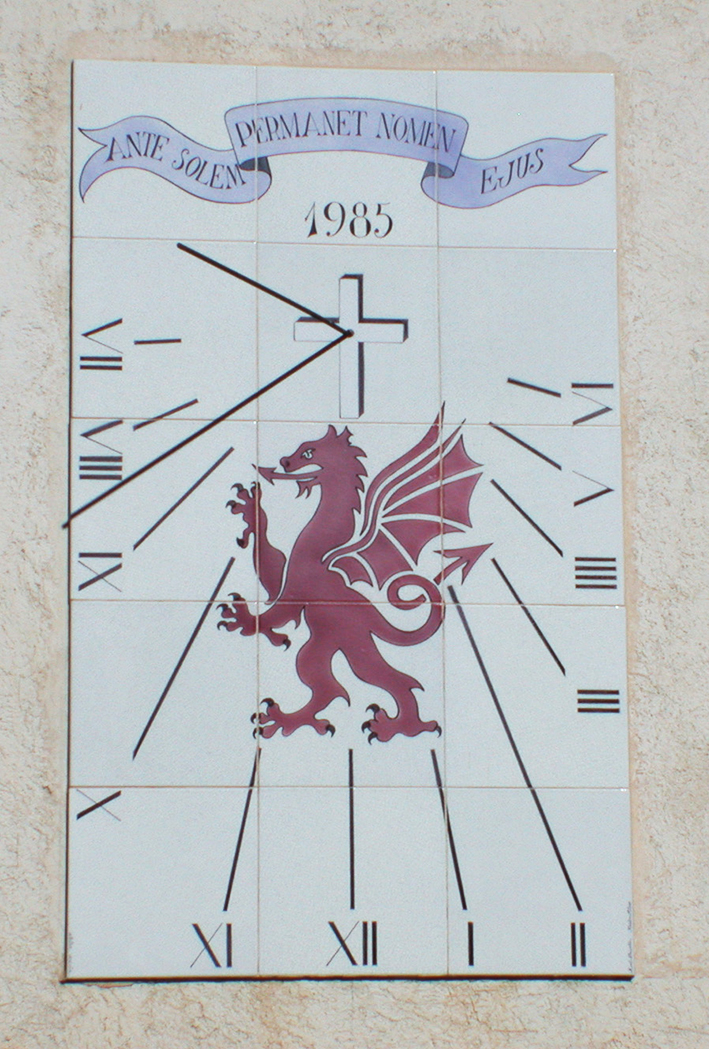 ANTE SOLEM PERMANET NOMEN EJUS
1985
VII
VIII
IX
X
XI
XII
I
II
III
IIII
V
VI